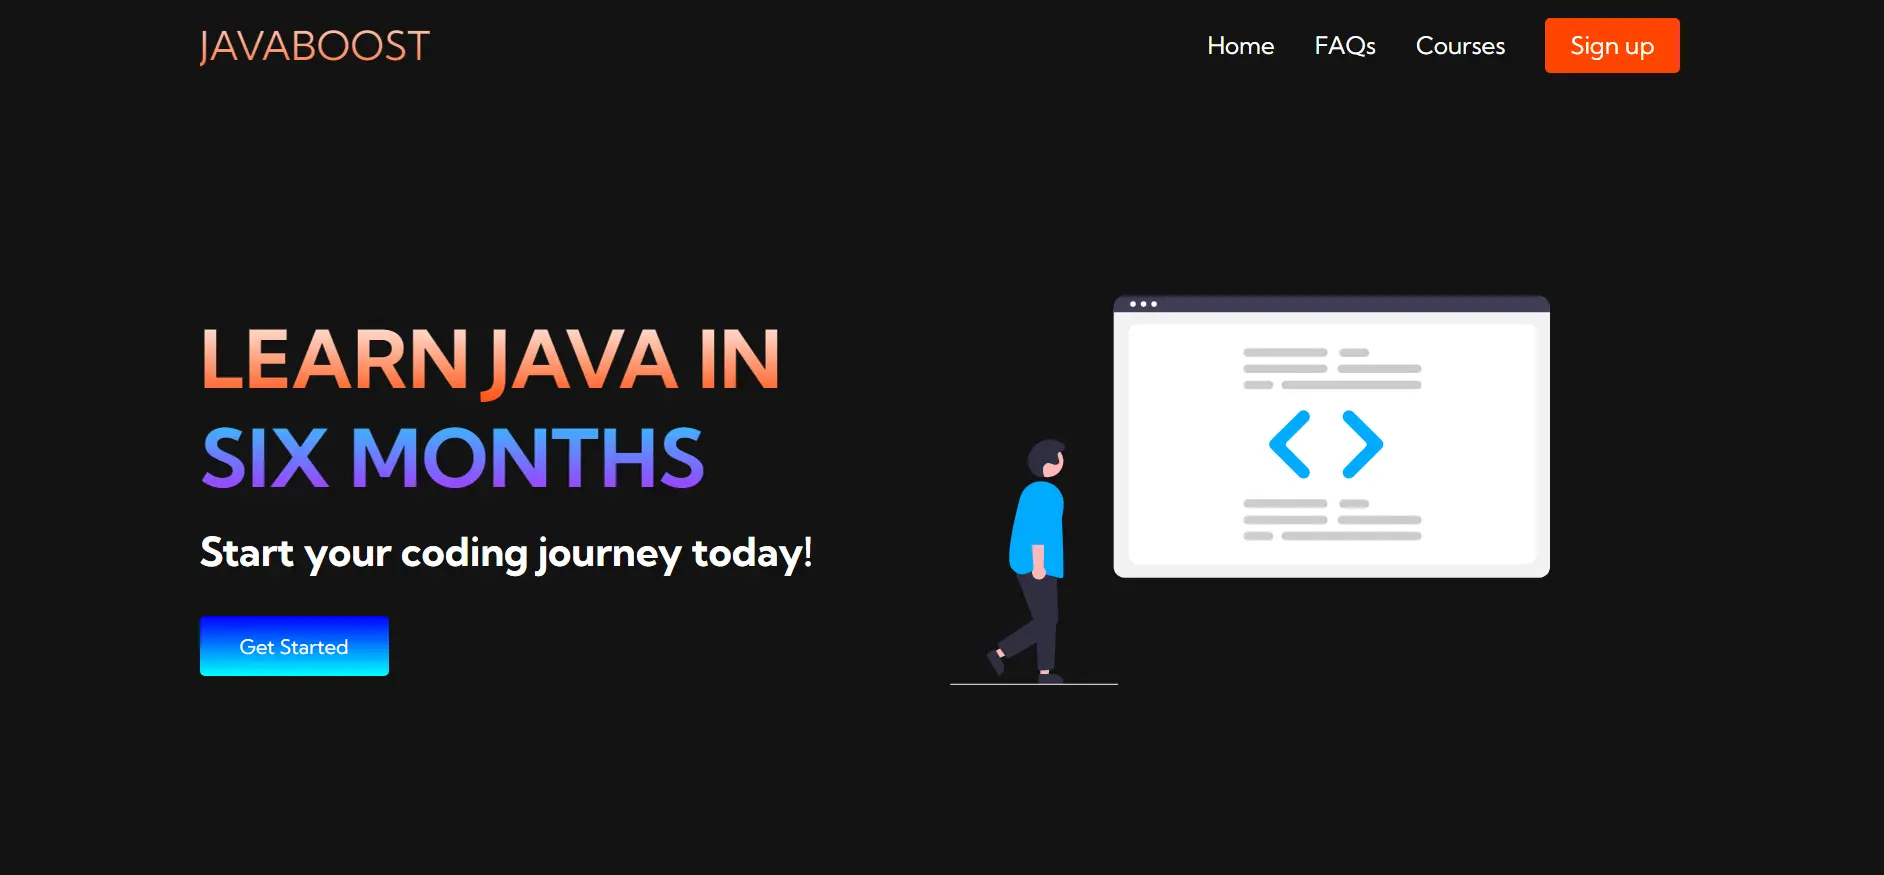 JAVABOOST
Home FAQs Courses Sign up
LEARN JAVA IN
SIX MONTHS
Start your coding journey today!
Get Started